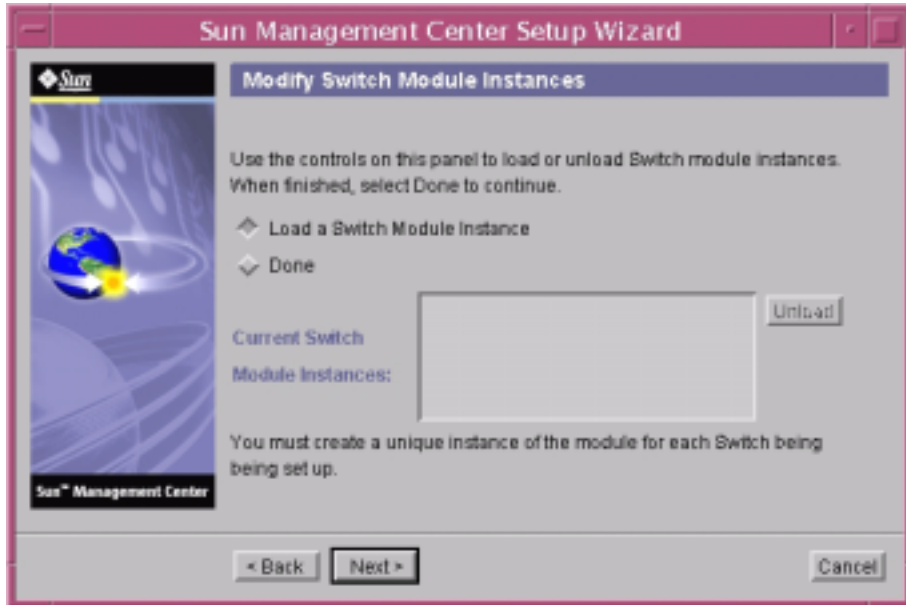 Sun Management Center Setup Wizard
Sun
Modify Switch Module Instances
Use the controls on this panel to load or unload Switch module instances.
When finished, select Done to continue.
Load a Switch Module Instance
Done
Current Switch
Module Instances:
Unload
You must create a unique instance of the module for each Switch being
being set up.
Sun™ Management Center
< Back
Next >
Cancel